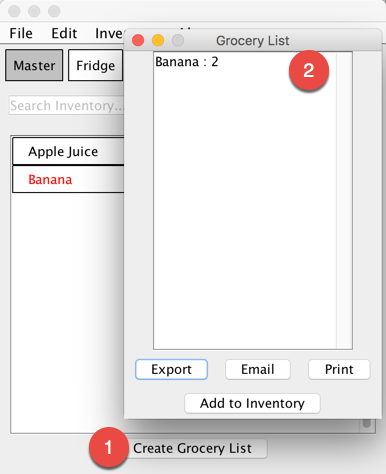 File Edit Inve
Grocery List
Master Fridge
Banana : 2
2
Search Inventory...
Apple Juice
Banana
Export Email Print
Add to Inventory
1
Create Grocery List